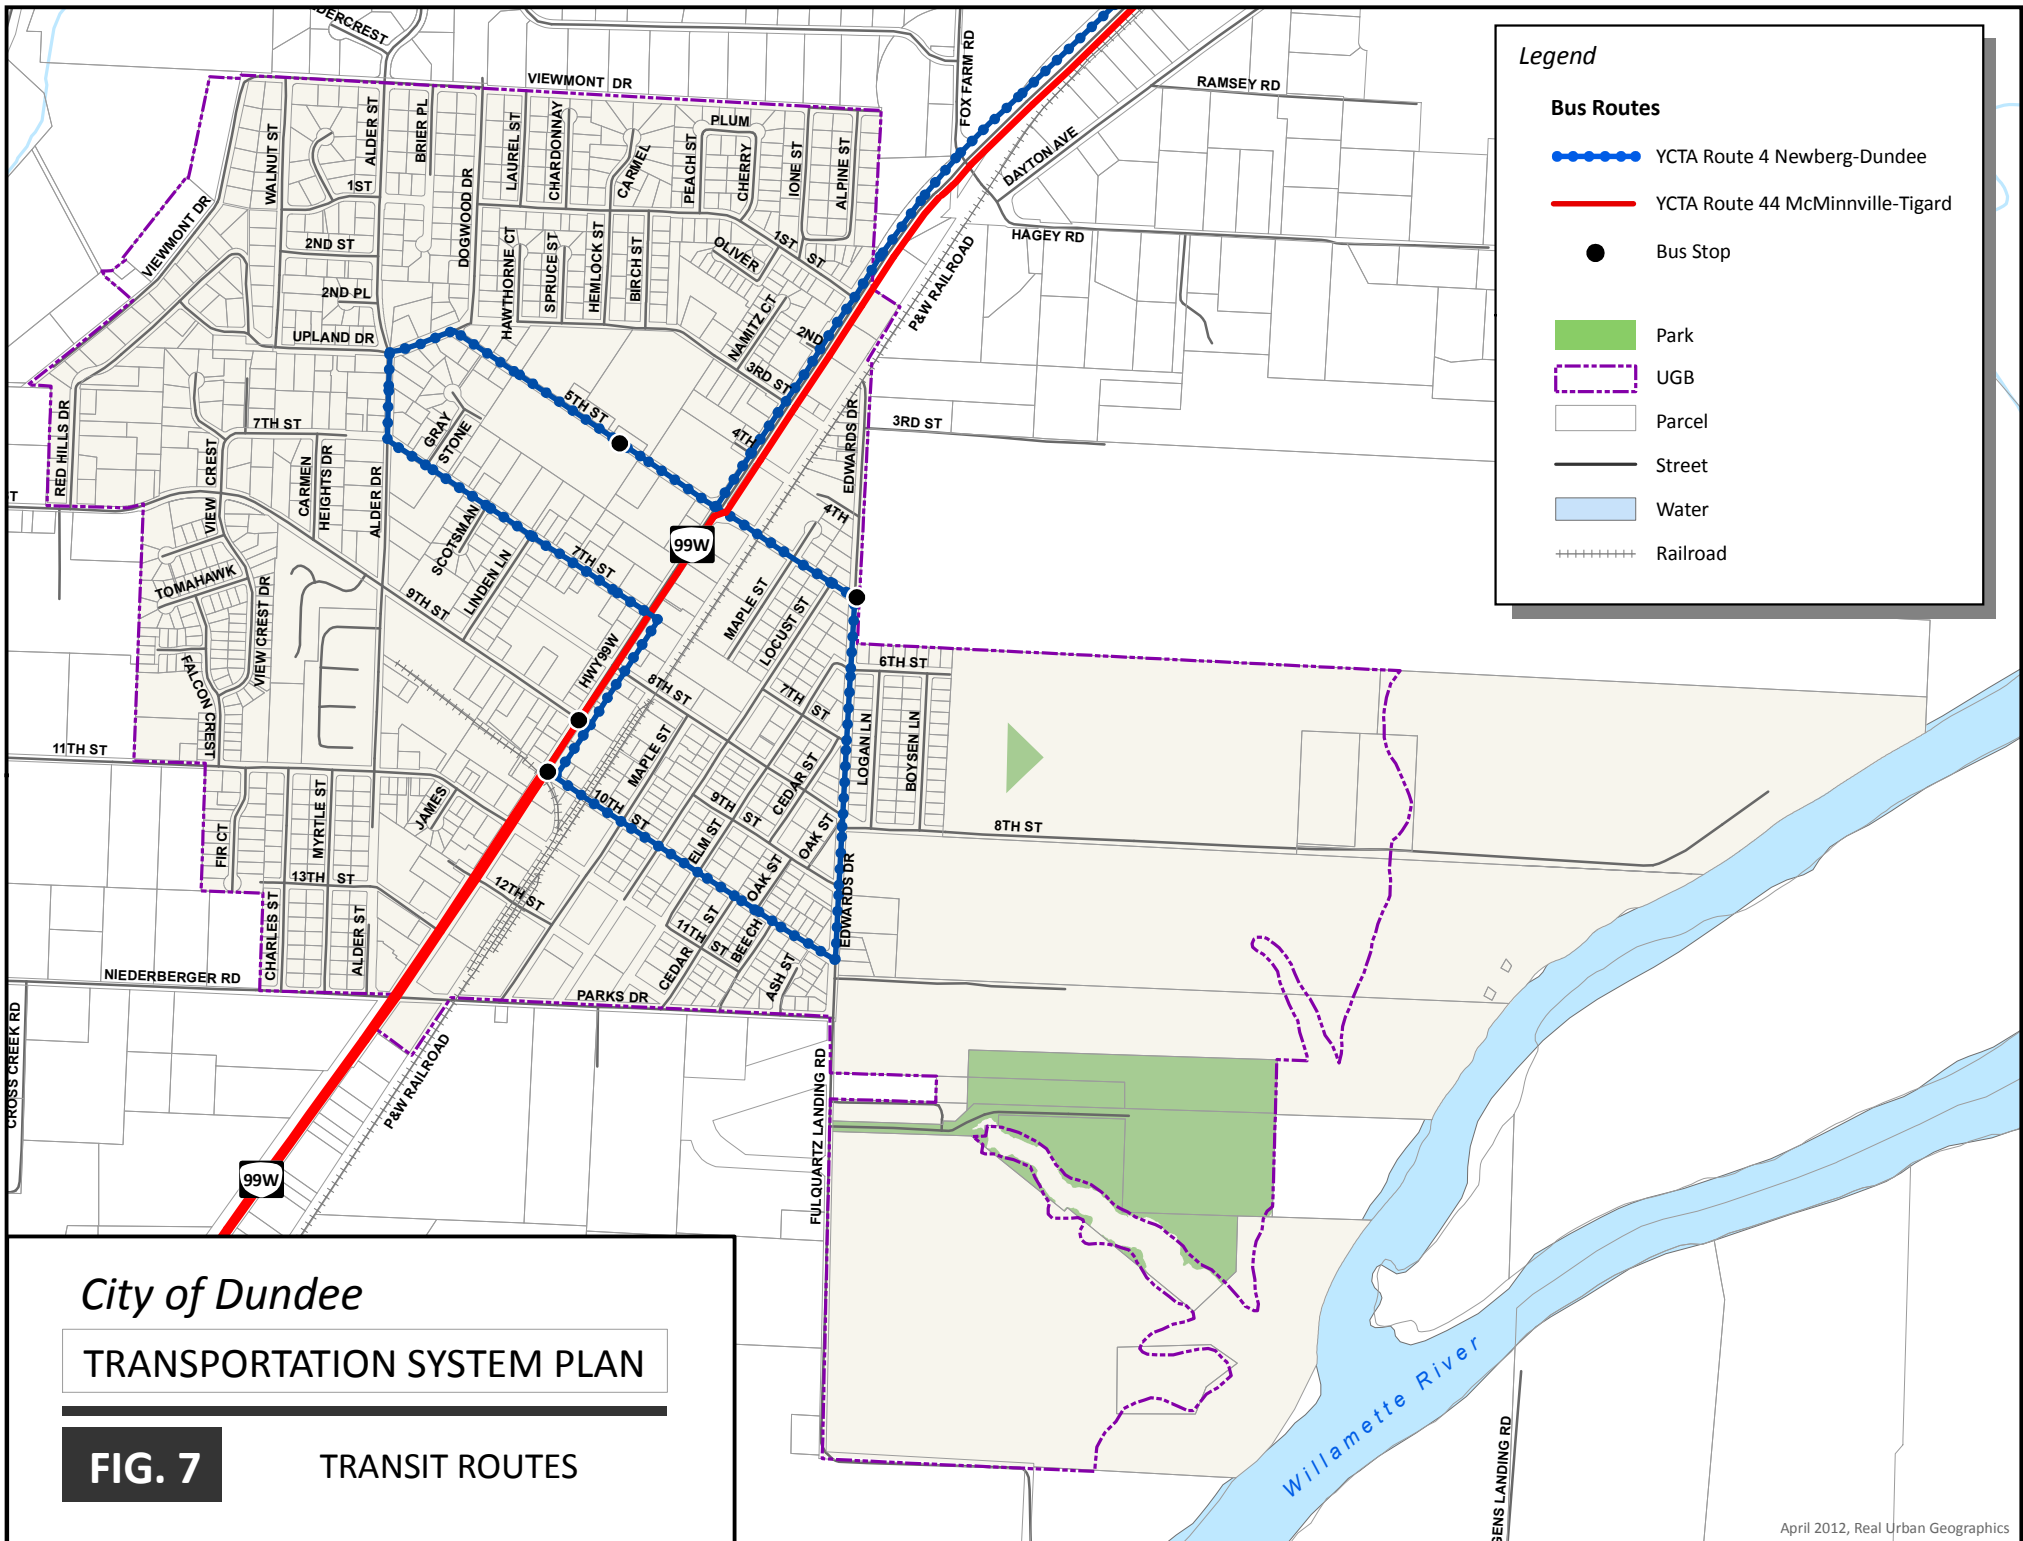 DERCREST
VIEWMONT DR
FOX FARM RD
RAMSEY RD
DAYTON AVE
HAGEY RD
P&W RAILROAD
WALNUT ST
ALDER ST
BRIER PL
DOGWOOD DR
LAUREL ST
CHARDONNAY
CARMEL
PEACH ST
PLUM
CHERRY
IONE ST
ALPINE ST
1ST
2ND ST
2ND PL
UPLAND DR
VIEWMONT DR
HAWTHORNE CT
SPRUCE ST
HEMLOCK ST
BIRCH ST
OLIVER
1ST
ST
NAMITZ CT
2ND
3RD ST
4TH
5TH ST
EDWARDS DR
3RD ST
4TH
RED HILLS DR
7TH ST
VIEW CREST
CARMEN
HEIGHTS DR
ALDER DR
GRAY
STONE
SCOTSMAN
LINDEN LN
7TH ST
99W
9TH ST
TOMAHAWK
VIEW CREST DR
FALCON CREST
HWY99W
MAPLE ST
LOCUST ST
6TH ST
7TH
ST
8TH ST
LOGAN LN
BOYSEN LN
MAPLE ST
CEDAR ST
9TH
ST
10TH
ST
ELM ST
OAK ST
OAK ST
8TH ST
EDWARDS DR
11TH ST
FIR CT
MYRTLE ST
JAMES
13TH ST
12TH ST
CHARLES ST
ALDER ST
11TH
ST
ST
CEDAR
BEECH
ASH ST
NIEDERBERGER RD
PARKS DR
CROSS CREEK RD
P&W RAILROAD
FULQUARTZ LANDING RD
99W
Willamette River
GENS LANDING RD
Legend
Bus Routes
YCTA Route 4 Newberg-Dundee
YCTA Route 44 McMinnville-Tigard
Bus Stop
Park
UGB
Parcel
Street
Water
Railroad
City of Dundee
TRANSPORTATION SYSTEM PLAN
FIG. 7
TRANSIT ROUTES
April 2012, Real Urban Geographics